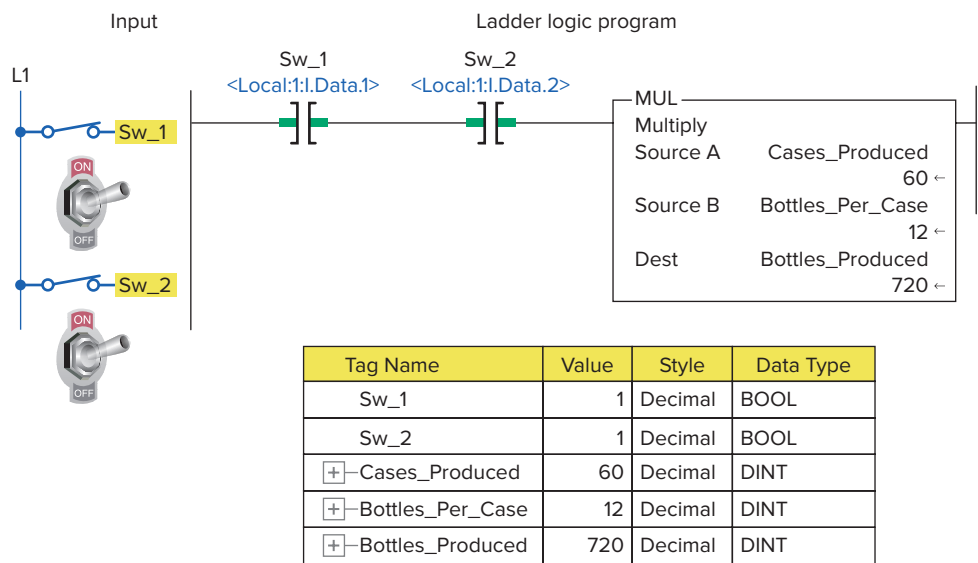 Input
Ladder logic program
L1
Sw_1
<Local:1:I.Data.1>
Sw_2
<Local:1:I.Data.2>
Sw_1
ON
OFF
Sw_2
ON
OFF
MUL
Multiply
Source A Cases_Produced
60 ←
Source B Bottles_Per_Case
12 ←
Dest Bottles_Produced
720 ←
Tag Name Value Style Data Type
Sw_1 1 Decimal BOOL
Sw_2 1 Decimal BOOL
+ Cases_Produced 60 Decimal DINT
+ Bottles_Per_Case 12 Decimal DINT
+ Bottles_Produced 720 Decimal DINT